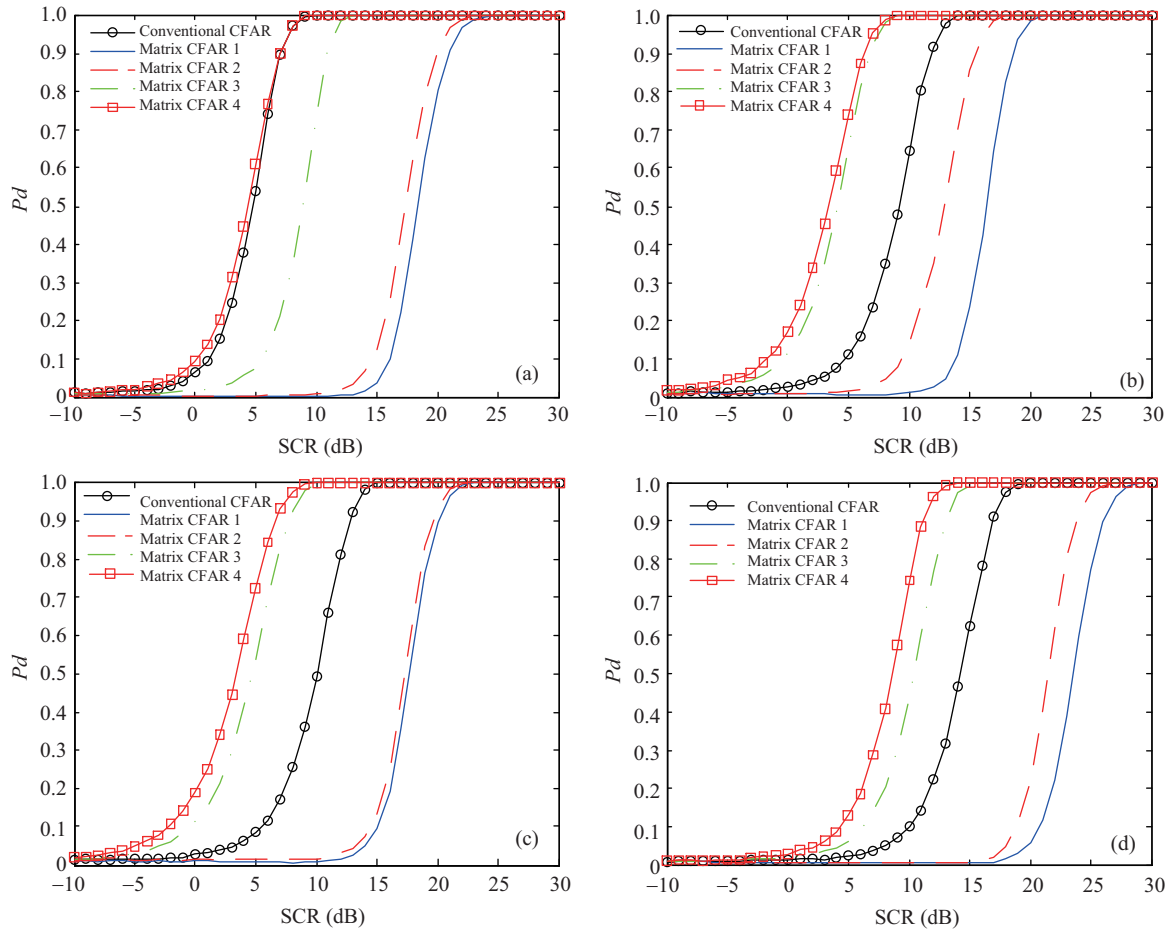 1.0
0.9
0.8
0.7
0.6
0.5
0.4
0.3
0.2
0.1
0
Pd
Conventional CFAR
Matrix CFAR 1
Matrix CFAR 2
Matrix CFAR 3
Matrix CFAR 4
(a)
−10 −5 0 5 10 15 20 25 30
SCR (dB)
1.0
0.9
0.8
0.7
0.6
0.5
0.4
0.3
0.2
0.1
0
Pd
Conventional CFAR
Matrix CFAR 1
Matrix CFAR 2
Matrix CFAR 3
Matrix CFAR 4
(b)
−10 −5 0 5 10 15 20 25 30
SCR (dB)
1.0
0.9
0.8
0.7
0.6
0.5
0.4
0.3
0.2
0.1
0
Pd
Conventional CFAR
Matrix CFAR 1
Matrix CFAR 2
Matrix CFAR 3
Matrix CFAR 4
(c)
−10 −5 0 5 10 15 20 25 30
SCR (dB)
1.0
0.9
0.8
0.7
0.6
0.5
0.4
0.3
0.2
0.1
0
Pd
Conventional CFAR
Matrix CFAR 1
Matrix CFAR 2
Matrix CFAR 3
Matrix CFAR 4
(d)
−10 −5 0 5 10 15 20 25 30
SCR (dB)